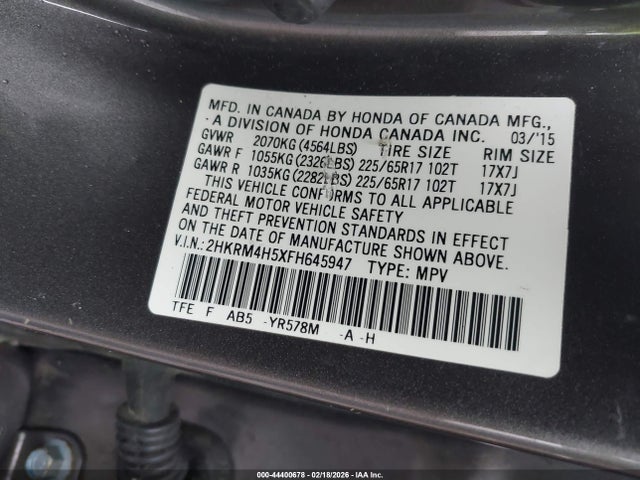 MFD. IN CANADA BY HONDA OF CANADA MFG.,
- A DIVISION OF HONDA CANADA INC. 03/'15
GVWR 2070KG (4564LBS) TIRE SIZE RIM SIZE
GAWR F 1055KG (2326LBS) 225/65R17 102T 17X7J
GAWR R 1035KG (2282LBS) 225/65R17 102T 17X7J
THIS VEHICLE CONFIRMS TO ALL APPLICABLE
FEDERAL MOTOR VEHICLE SAFETY
AND THEFT PREVENTION STANDARDS IN EFFECT
ON THE DATE OF MANUFACTURE SHOWN ABOVE.
V.I.N.: 2HKRM4H5XFH645947 TYPE: MPV
TFE F AB5 -YR578M -A -H
000-44400678 - 02/18/2026 - IAA Inc.